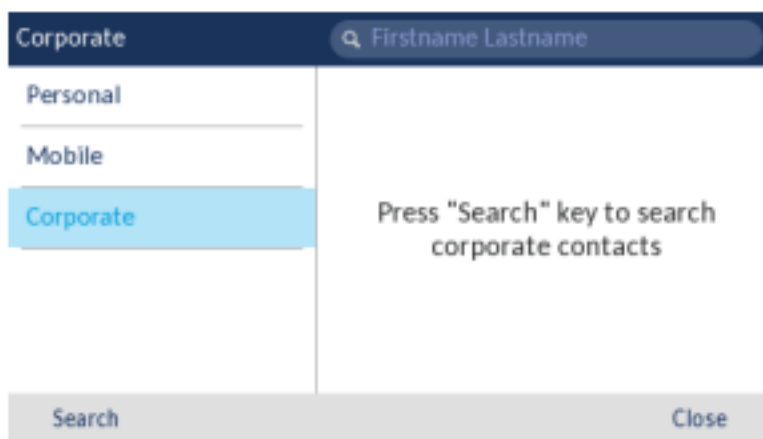 Corporate
Firstname Lastname
Personal
Mobile
Corporate
Press "Search" key to search
corporate contacts
Search
Close